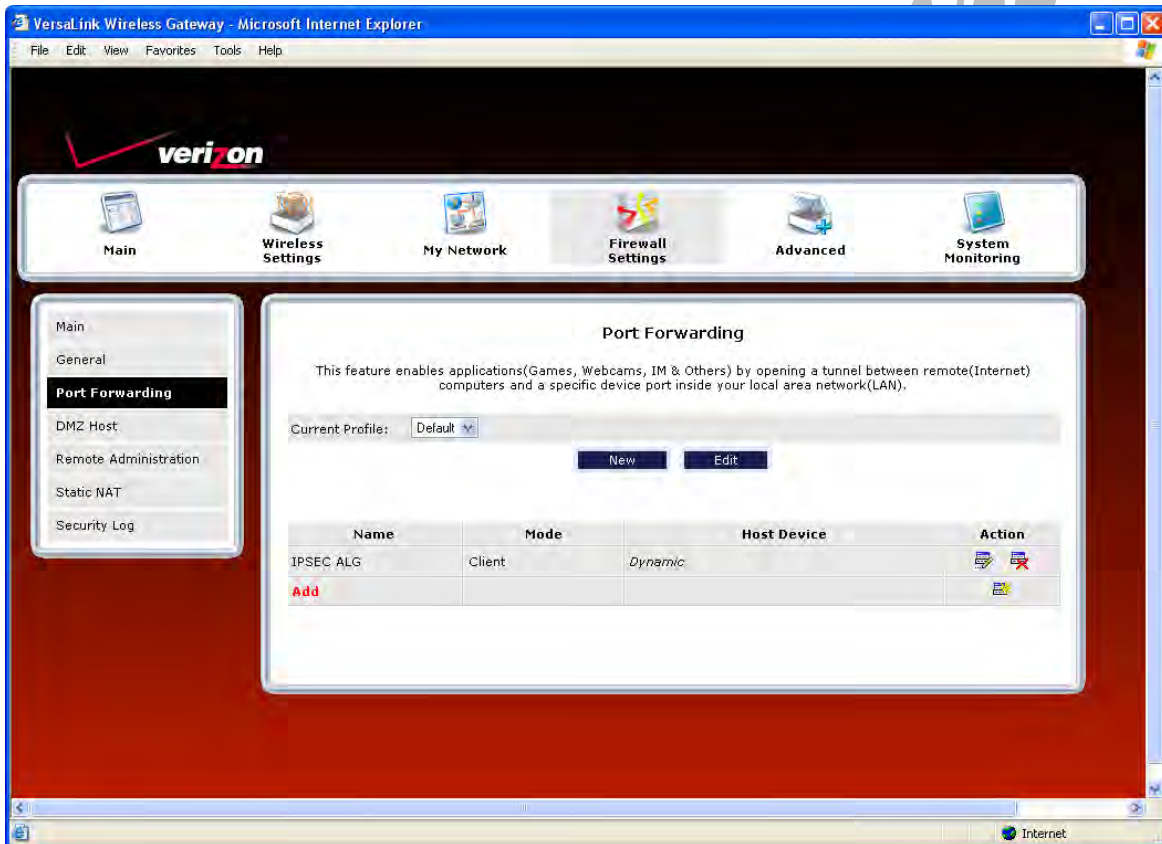 VersaLink Wireless Gateway - Microsoft Internet Explorer
File Edit View Favorites Tools Help
verizon
Main
Wireless
Settings
My Network
Firewall
Settings
Advanced
System
Monitoring
Main
General
Port Forwarding
DMZ Host
Remote Administration
Static NAT
Security Log
Port Forwarding
This feature enables applications(Games, Webcams, IM & Others) by opening a tunnel between remote(Internet)
computers and a specific device port inside your local area network(LAN).
Current Profile: Default
New Edit
Name Mode Host Device Action
IPSEC ALG Client Dynamic
Add
Internet